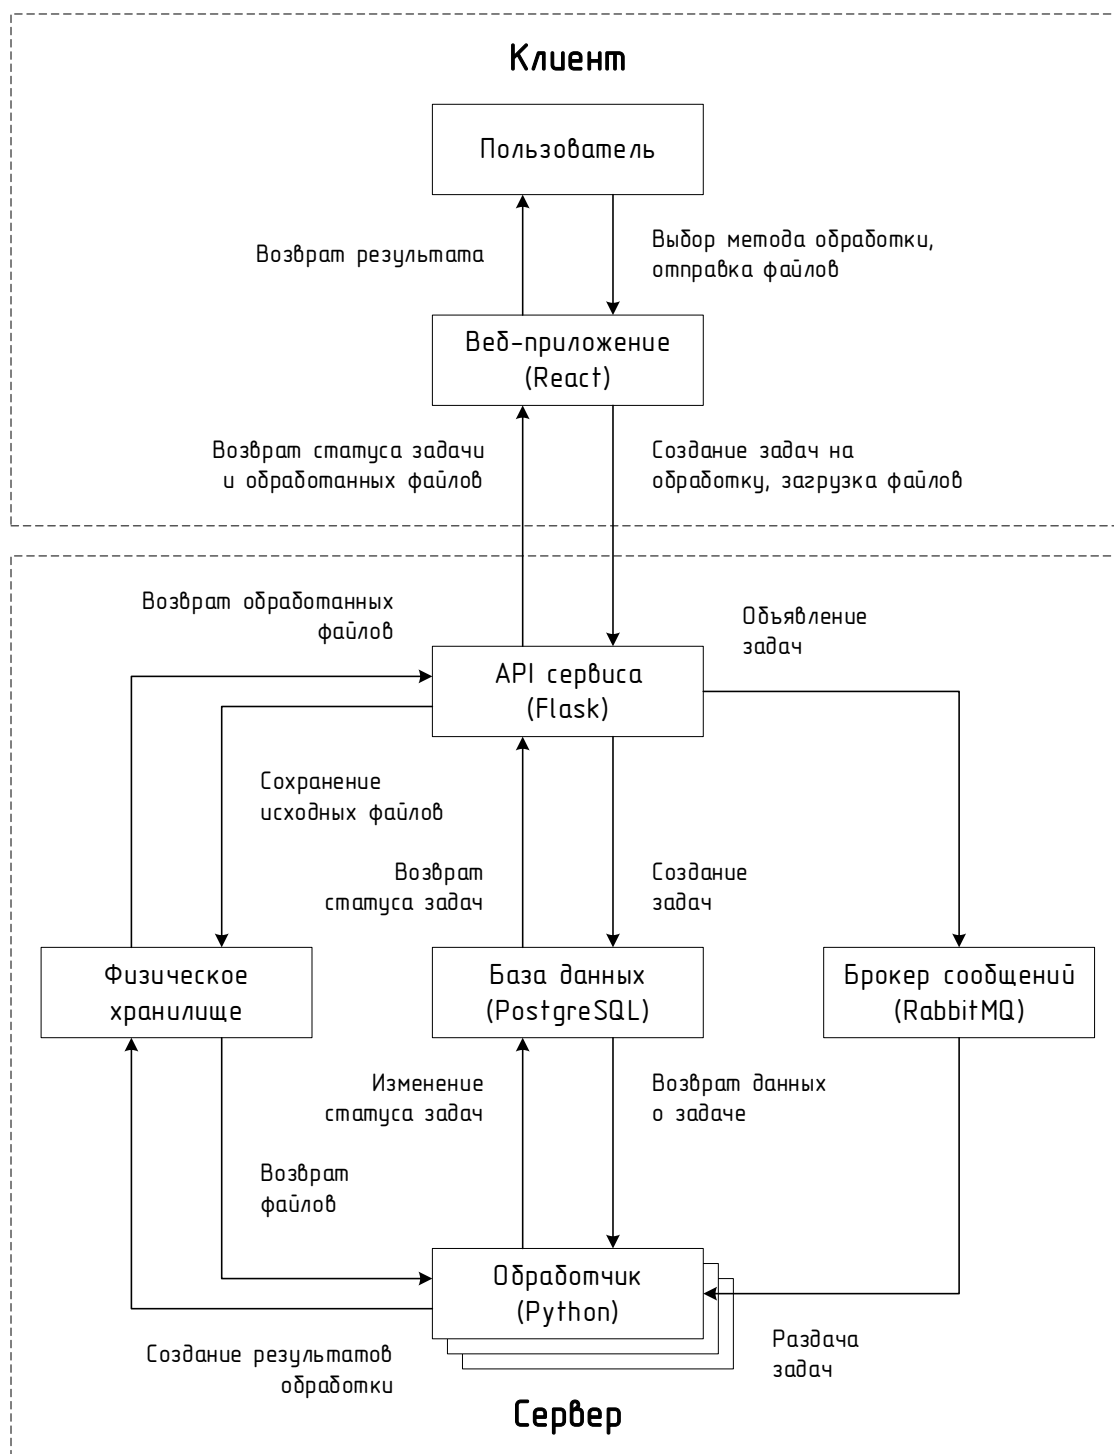 Клиент
Пользователь
Возврат результата
Выбор метода обработки,
отправка файлов
Веб-приложение
(React)
Возврат статуса задачи
и обработанных файлов
Создание задач на
обработку, загрузка файлов
Возврат обработанных
файлов
Объявление
задач
API сервиса
(Flask)
Сохранение
исходных файлов
Возврат
статуса задач
Создание
задач
Физическое
хранилище
База данных
(PostgreSQL)
Брокер сообщений
(RabbitMQ)
Изменение
статуса задач
Возврат данных
о задаче
Возврат
файлов
Обработчик
(Python)
Создание результатов
обработки
Раздача
задач
Сервер